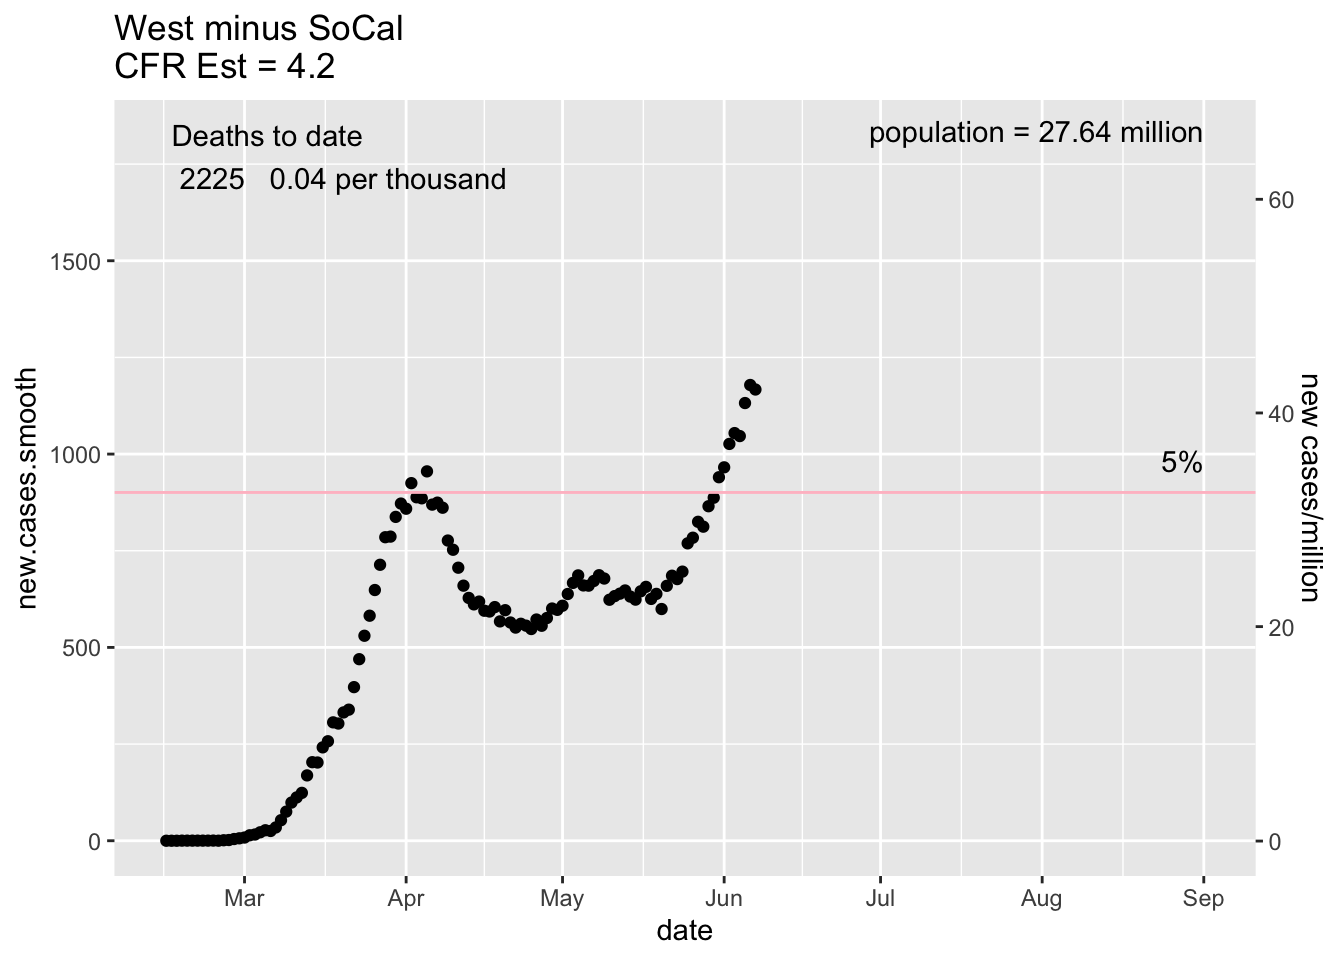 West minus SoCal
CFR Est = 4.2
Deaths to date
2225 0.04 per thousand
population = 27.64 million
5%
new.cases.smooth
1500
1000
500
0
60
40
20
0
new cases/million
Mar Apr May Jun Jul Aug Sep
date